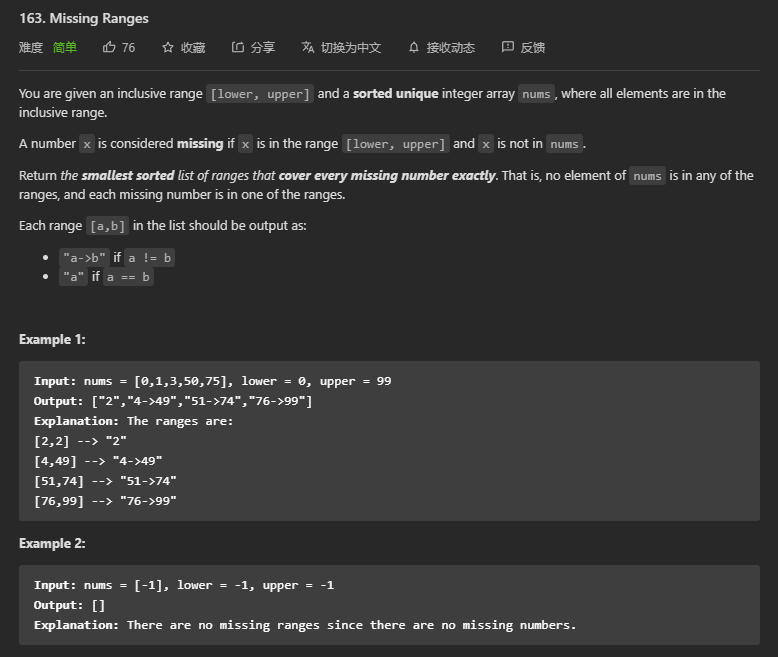 163. Missing Ranges
难度 简单 76 收藏 分享 切换为中文 接收动态 反馈
You are given an inclusive range [lower, upper] and a sorted unique integer array nums, where all elements are in the
inclusive range.
A number x is considered missing if x is in the range [lower, upper] and x is not in nums.
Return the smallest sorted list of ranges that cover every missing number exactly. That is, no element of nums is in any of the
ranges, and each missing number is in one of the ranges.
Each range [a,b] in the list should be output as:
• "a->b" if a != b
• "a" if a == b
Example 1:
Input: nums = [0,1,3,50,75], lower = 0, upper = 99
Output: ["2","4->49","51->74","76->99"]
Explanation: The ranges are:
[2,2] --> "2"
[4,49] --> "4->49"
[51,74] --> "51->74"
[76,99] --> "76->99"
Example 2:
Input: nums = [-1], lower = -1, upper = -1
Output: []
Explanation: There are no missing ranges since there are no missing numbers.